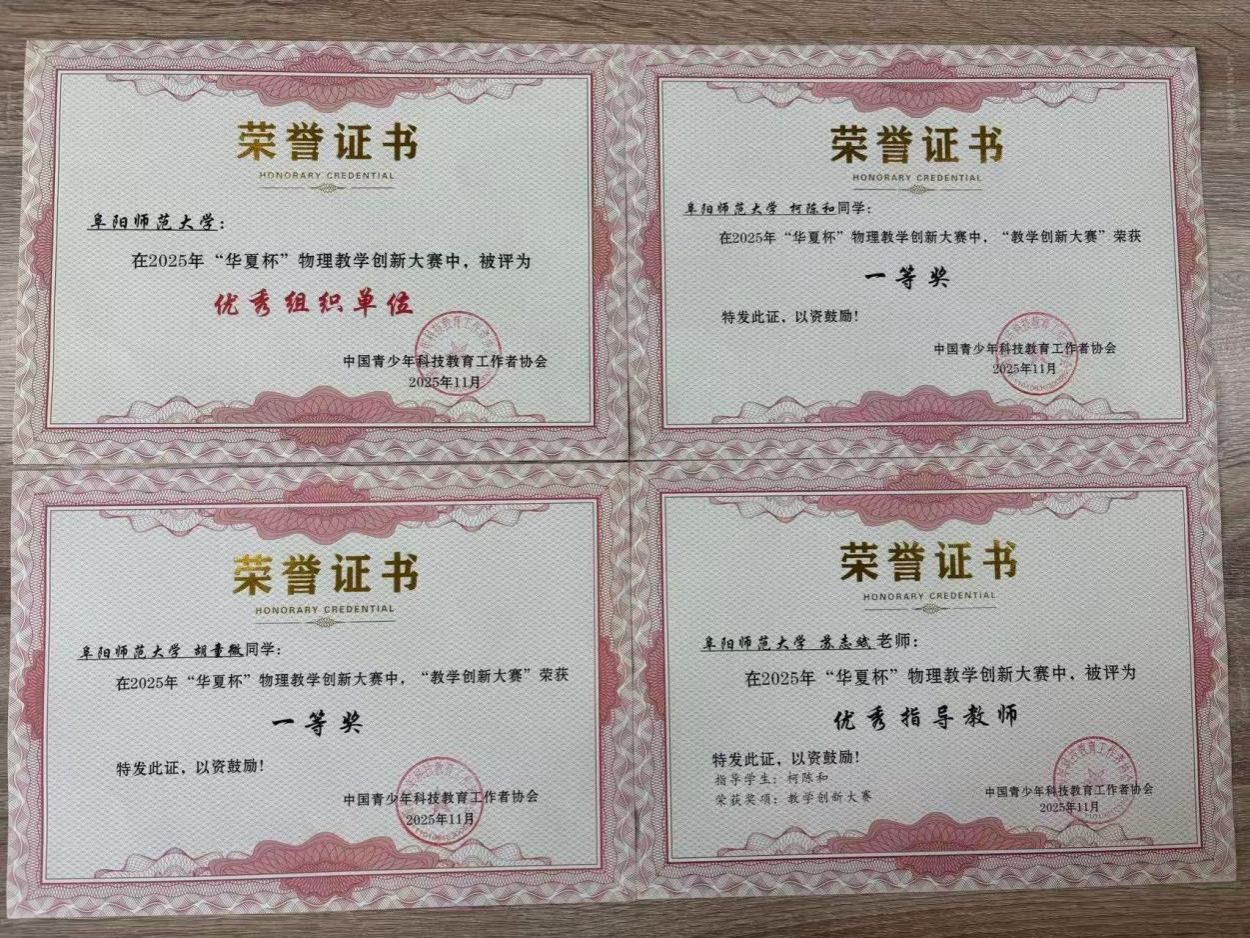 荣誉证书
HONORARY CREDENTIAL
阜阳师范大学：
在2025年“华夏杯”物理教学创新大赛中，被评为
优秀组织单位
中国青少年科技教育工作者协会
2025年11月
荣誉证书
HONORARY CREDENTIAL
阜阳师范大学 柯陈和同学：
在2025年“华夏杯”物理教学创新大赛中，“教学创新大赛”荣获
一等奖
特发此证，以资鼓励！
中国青少年科技教育工作者协会
2025年11月
荣誉证书
HONORARY CREDENTIAL
阜阳师范大学 胡童薇同学：
在2025年“华夏杯”物理教学创新大赛中，“教学创新大赛”荣获
一等奖
特发此证，以资鼓励！
中国青少年科技教育工作者协会
2025年11月
荣誉证书
HONORARY CREDENTIAL
阜阳师范大学 苏志斌老师：
在2025年“华夏杯”物理教学创新大赛中，被评为
优秀指导教师
特发此证，以资鼓励！
指导学生：柯陈和
荣获奖项：教学创新大赛
中国青少年科技教育工作者协会
2025年11月